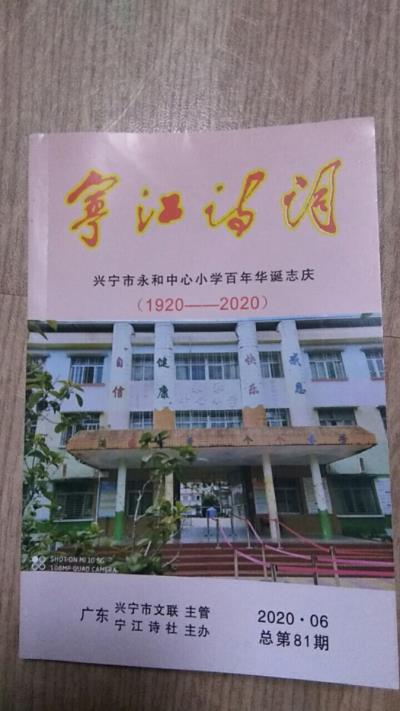 寧江诗词
兴宁市永和中心小学百年华诞志庆
(1920——2020)
自信 健康 快乐 感恩
SHOT ON MI 10 5G
108MP QUAD CAMERA
广东 兴宁市文联 主管
宁江诗社 主办
2020·06
总第81期